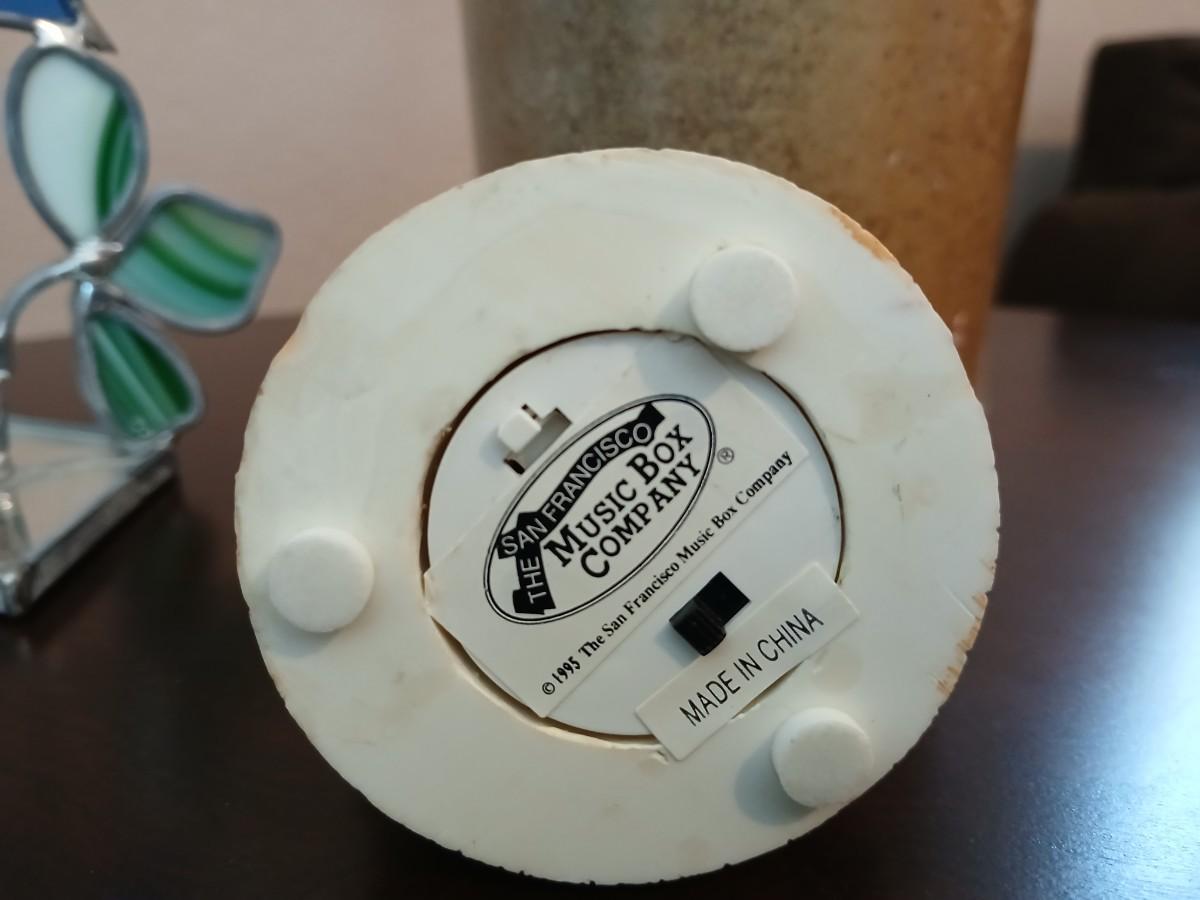 THE SAN FRANCISCO
MUSIC BOX
COMPANY
®
© 1995 The San Francisco Music Box Company
MADE IN CHINA